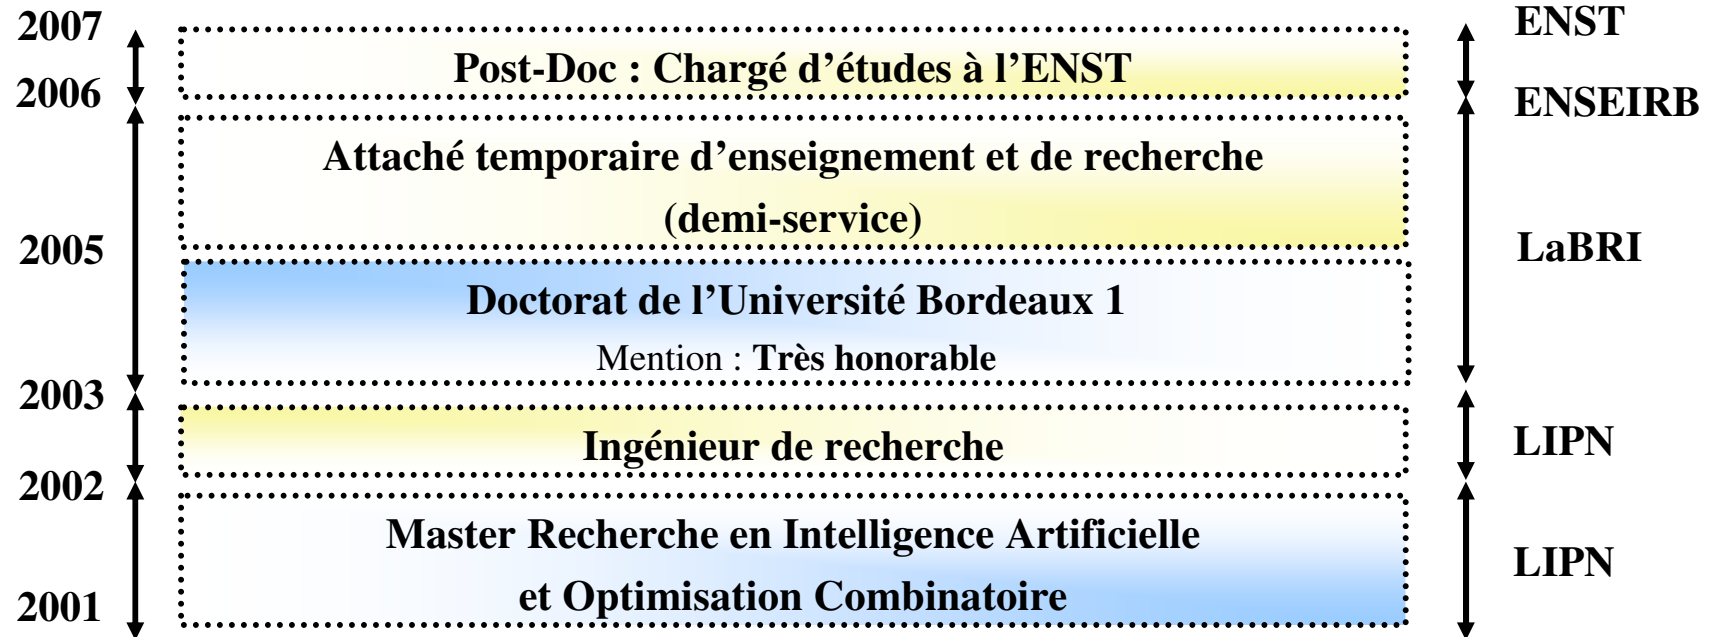 2007
ENST
Post-Doc : Chargé d’études à l’ENST
2006
ENSEIRB
Attaché temporaire d’enseignement et de recherche
(demi-service)
2005
LaBRI
Doctorat de l’Université Bordeaux 1
Mention : Très honorable
2003
Ingénieur de recherche
LIPN
2002
Master Recherche en Intelligence Artificielle
LIPN
et Optimisation Combinatoire
2001